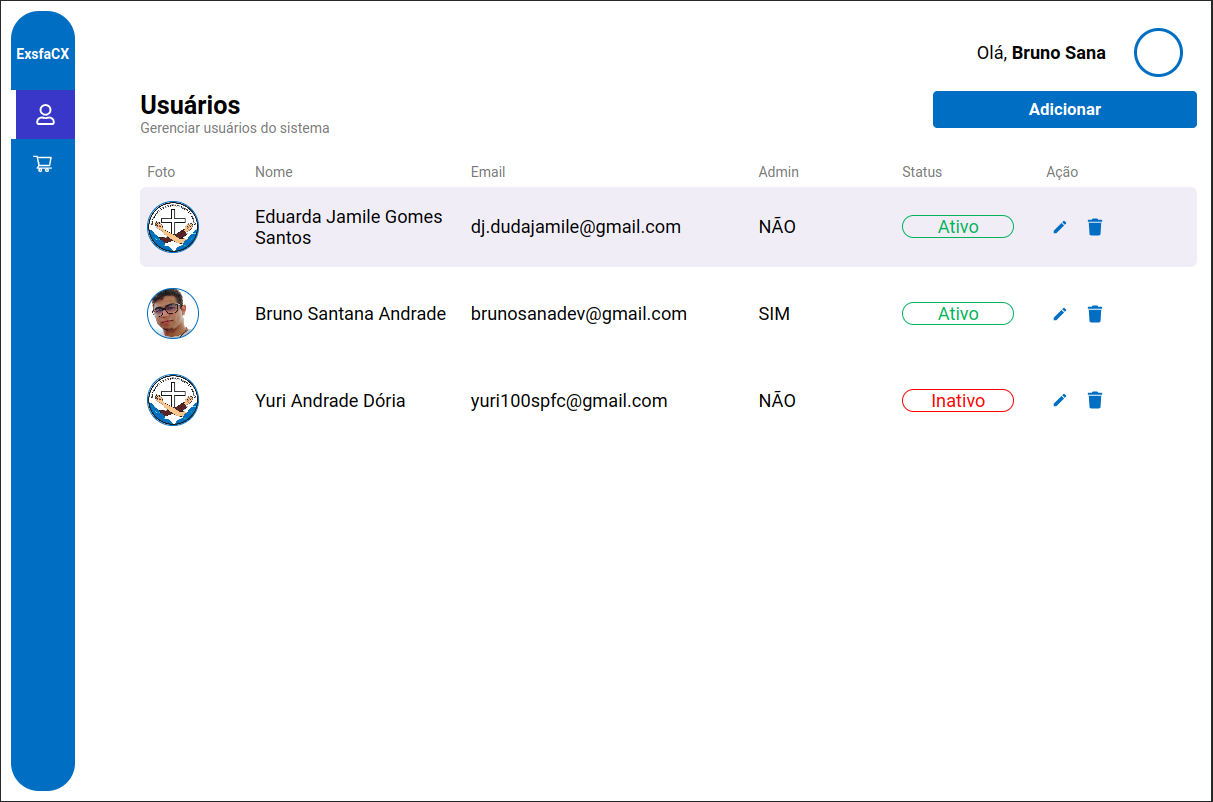 ExsfaCX
Olá, Bruno Sana
Usuários
Adicionar
Gerenciar usuários do sistema
Foto Nome Email Admin Status Ação
Eduarda Jamile Gomes
Santos
dj.dudajamile@gmail.com NÃO Ativo
Bruno Santana Andrade brunosanadev@gmail.com SIM Ativo
Yuri Andrade Dória yuri100spfc@gmail.com NÃO Inativo